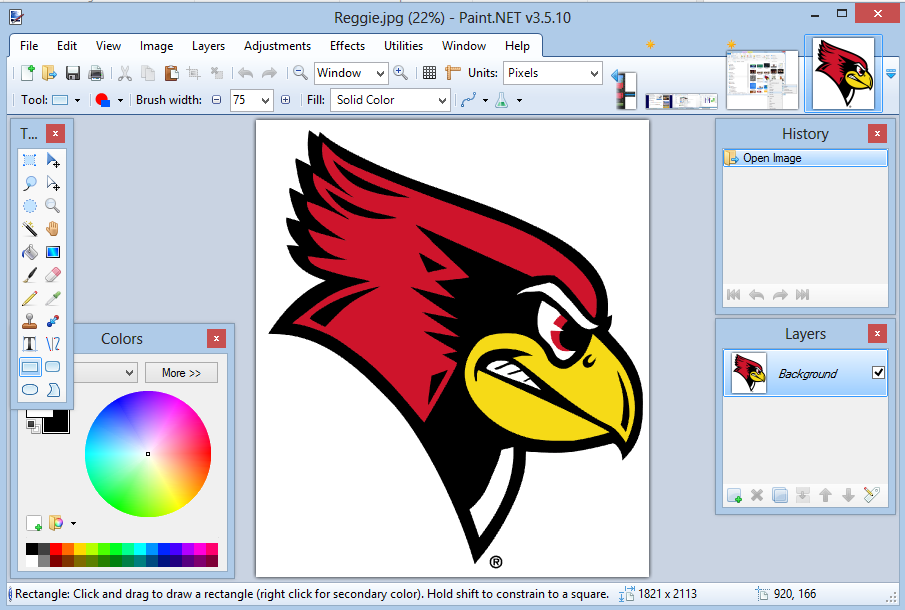 Reggie.jpg (22%) - Paint.NET v3.5.10
File Edit View Image Layers Adjustments Effects Utilities Window Help
Window Units: Pixels
Tool: Brush width: 75 Fill: Solid Color
T... History
Open Image
Colors
More >>
Layers
Background
®
Rectangle: Click and drag to draw a rectangle (right click for secondary color). Hold shift to constrain to a square. 1821 x 2113 920, 166